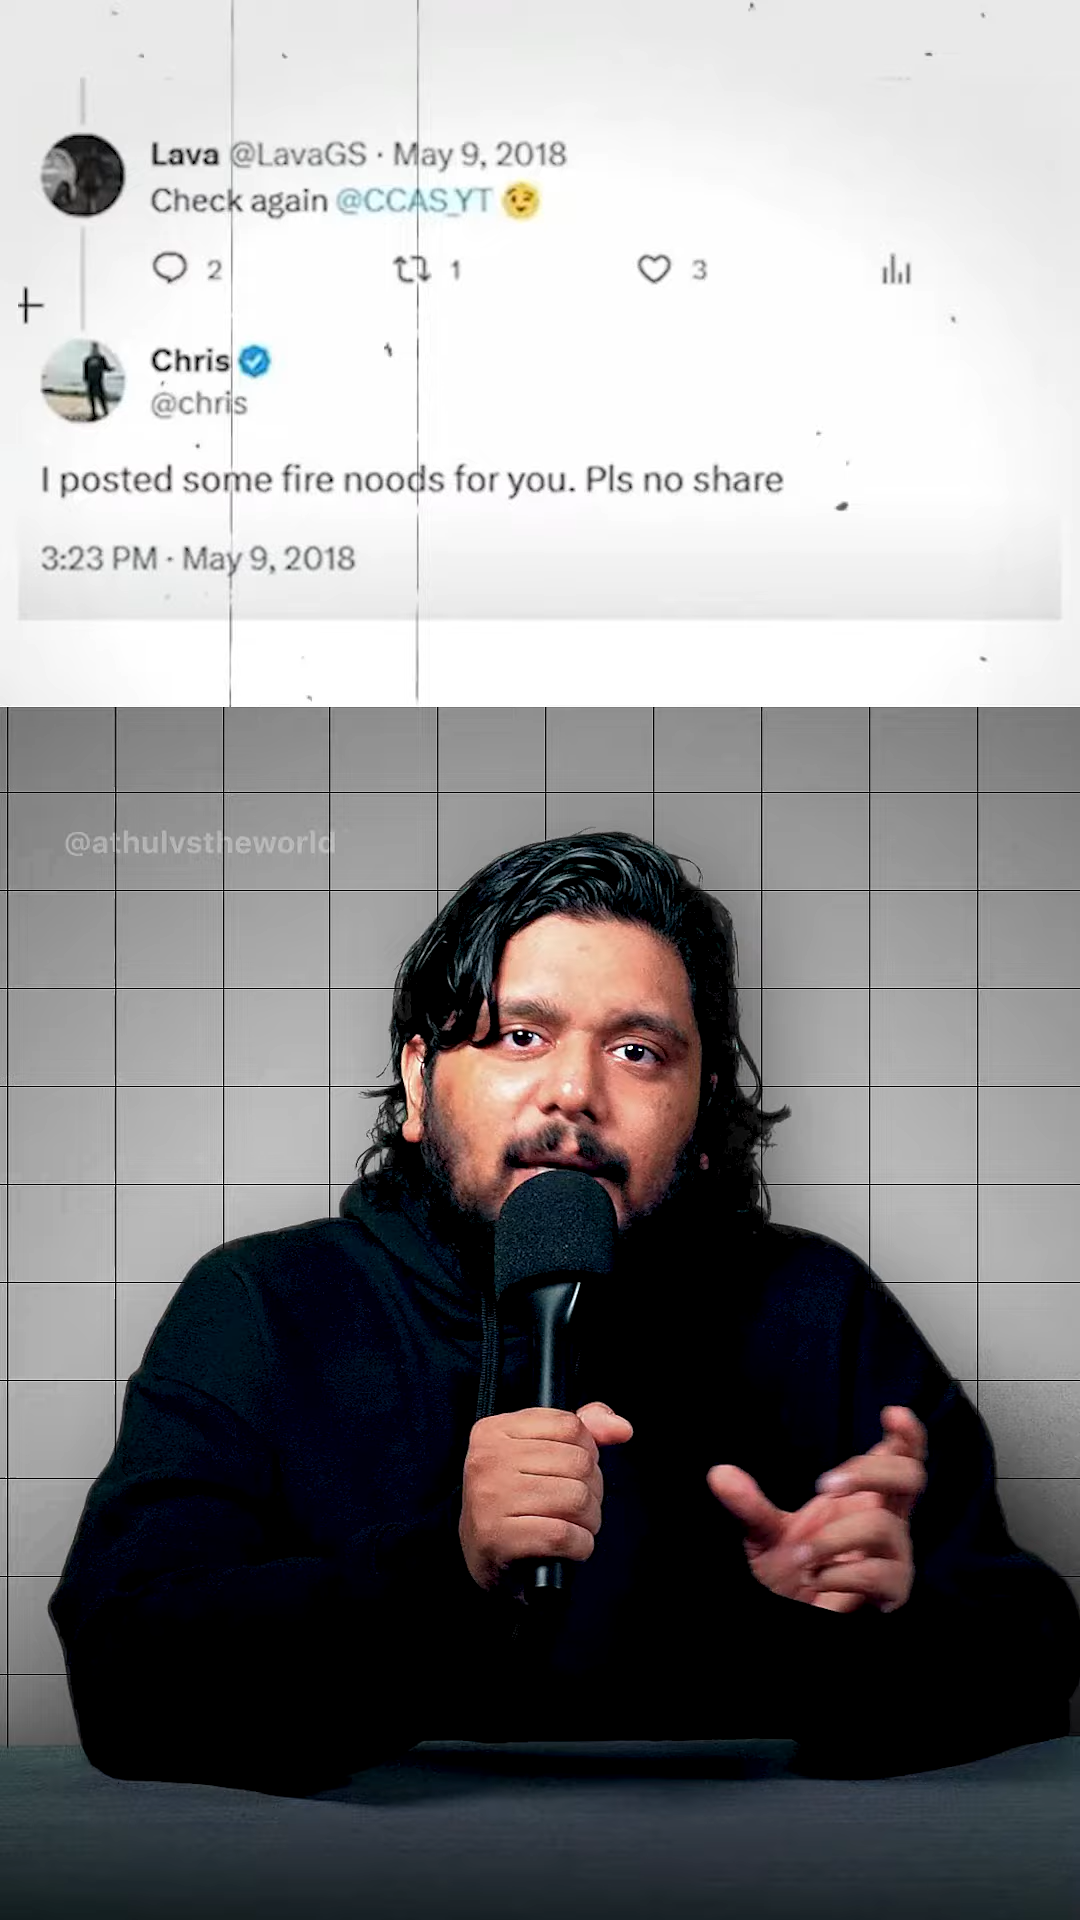 Lava @LavaGS · May 9, 2018
Check again @CCAS_YT 😉
2 1 3
Chris
@chris
I posted some fire noods for you. Pls no share
3:23 PM · May 9, 2018
@athulvstheworld